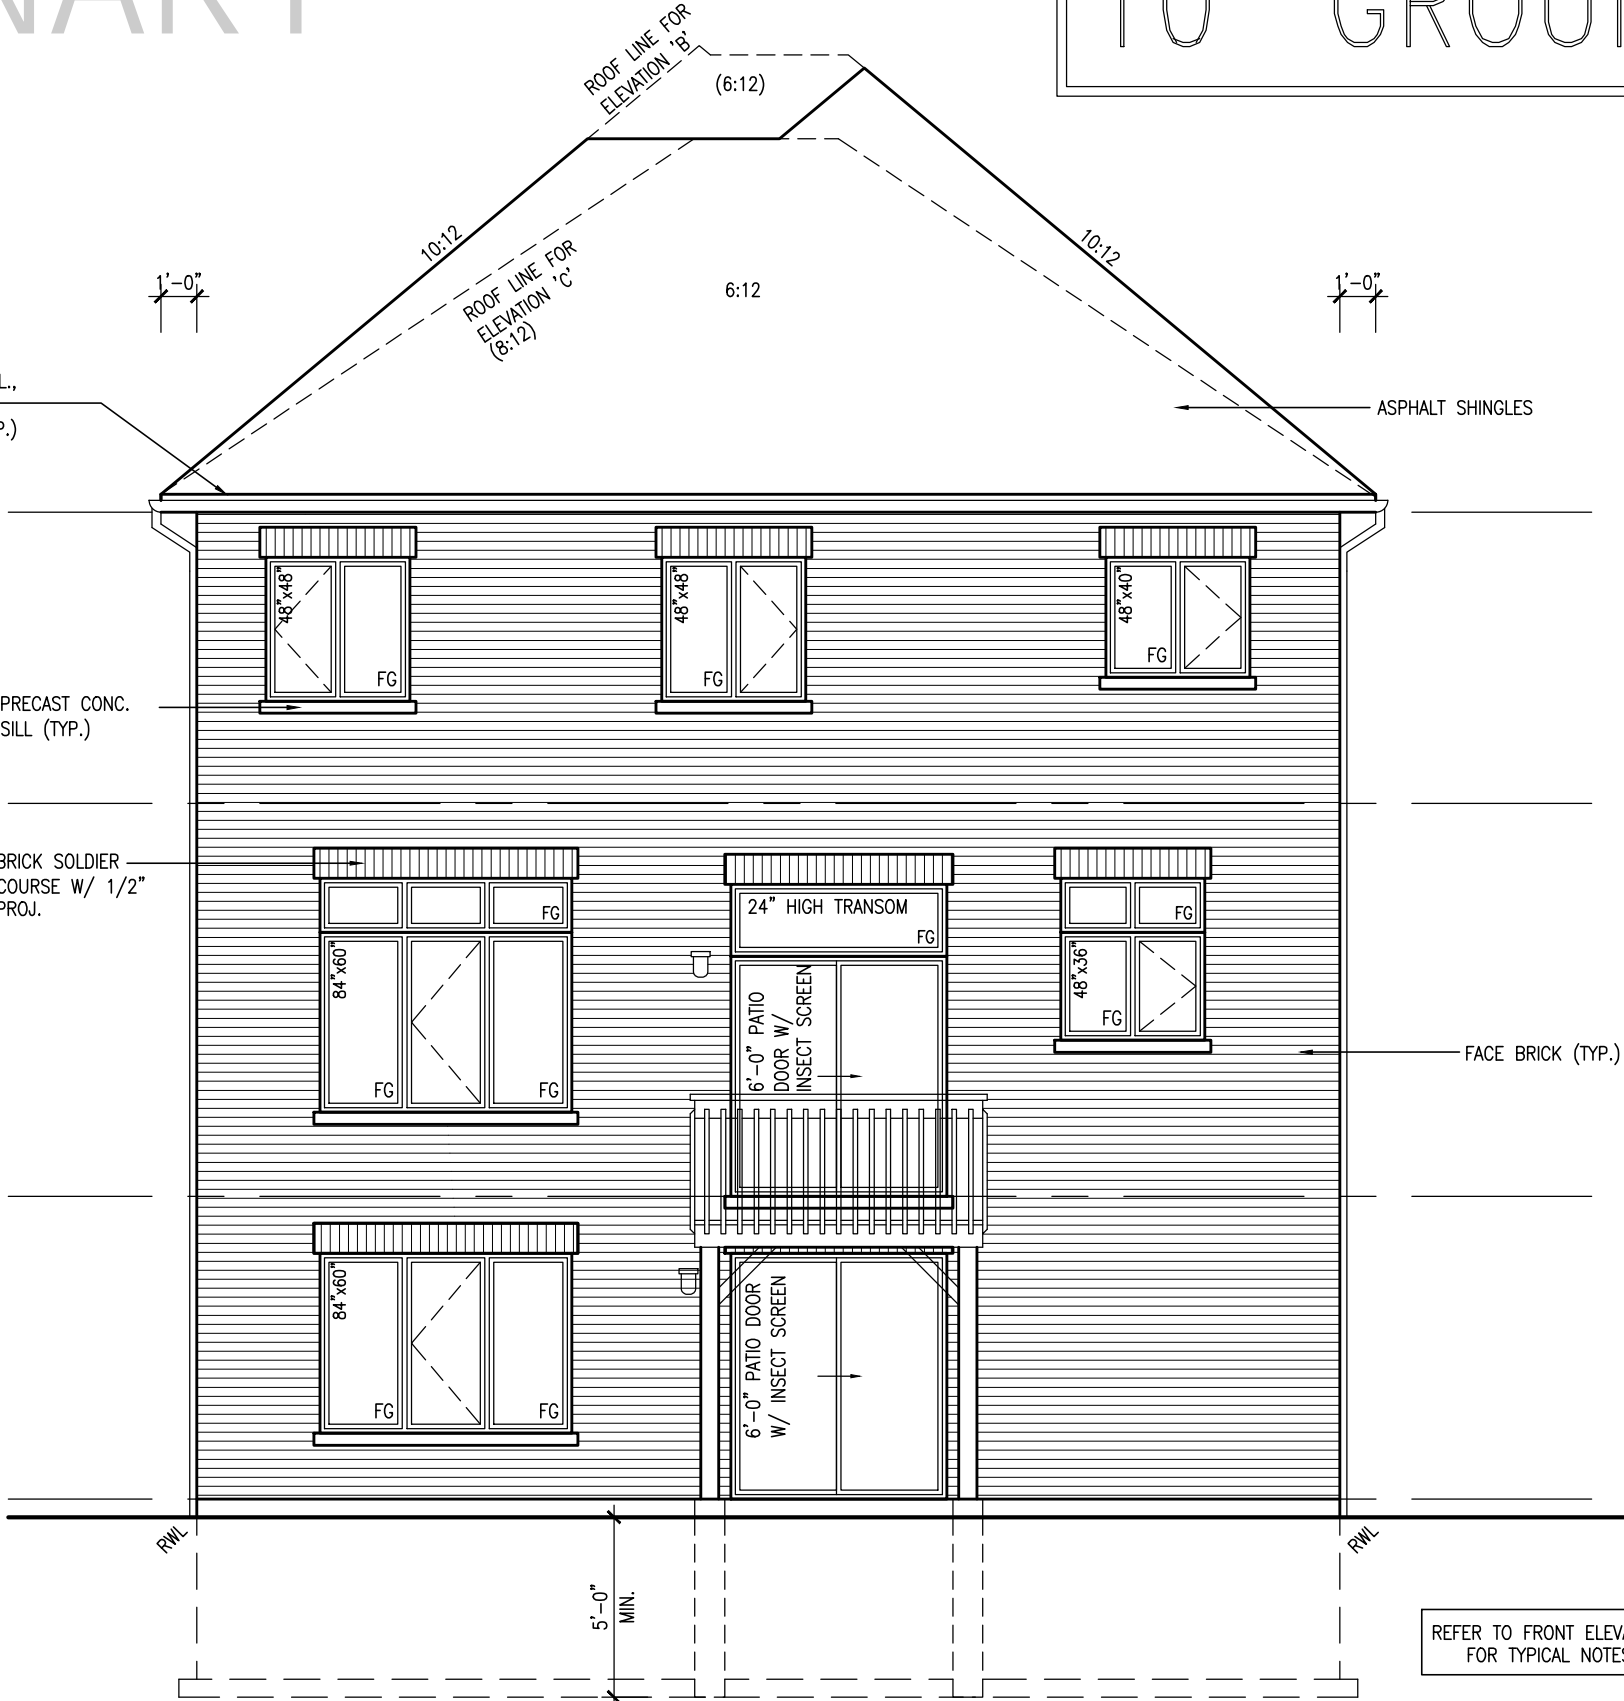 NARY
TO GROUN
ROOF LINE FOR
ELEVATION 'B'
(6:12)
10:12
10:12
ROOF LINE FOR
ELEVATION 'C'
(8:12)
6:12
1'-0"
1'-0"
L.,
P.)
ASPHALT SHINGLES
48"x48"
FG
48"x48"
FG
48"x40"
FG
PRECAST CONC.
SILL (TYP.)
BRICK SOLDIER
COURSE W/ 1/2"
PROJ.
FG
84"x60"
FG
FG
24" HIGH TRANSOM
FG
6'-0" PATIO
DOOR W/
INSECT SCREEN
FG
48"x36"
FG
FACE BRICK (TYP.)
84"x60"
FG
FG
6'-0" PATIO DOOR
W/ INSECT SCREEN
RWL
RWL
5'-0"
MIN.
REFER TO FRONT ELEVA
FOR TYPICAL NOTES